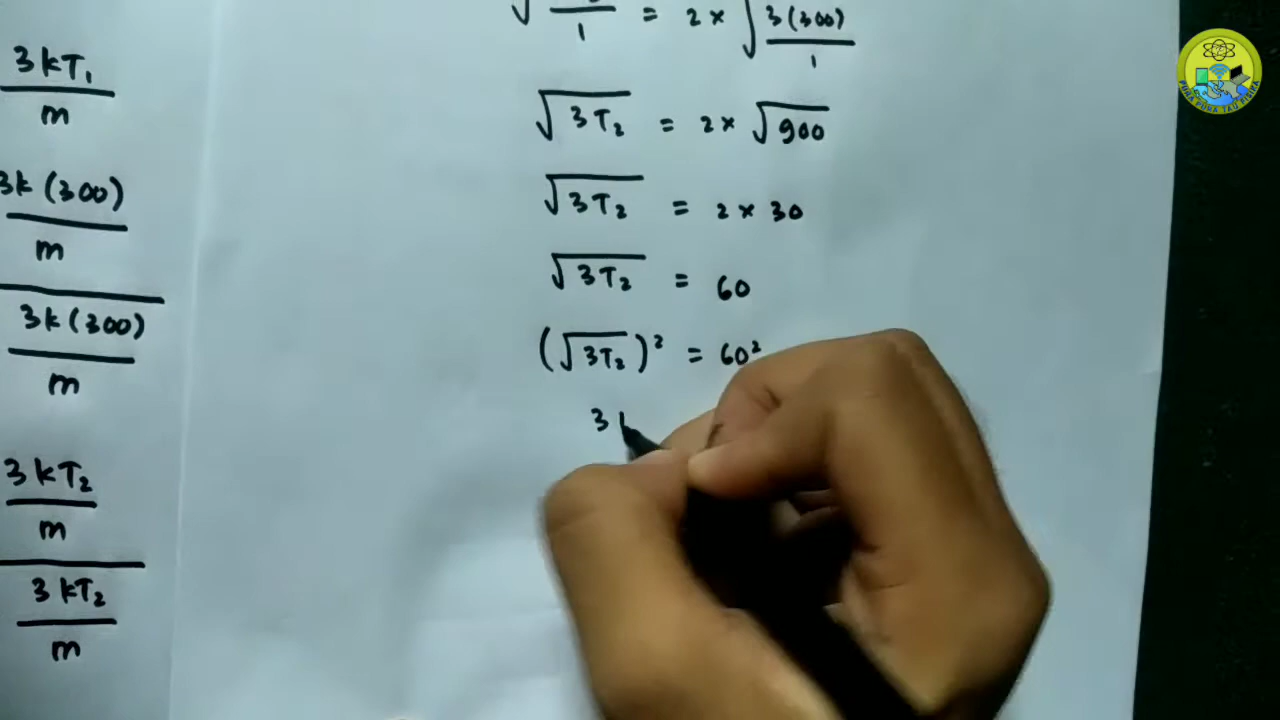 3kT₁
m
3k(300)
m
3k(300)
m
3kT₂
m
3kT₂
m
1 = 2 × √3(300)
1
√3T₂ = 2 × √900
√3T₂ = 2 × 30
√3T₂ = 60
(√3T₂)² = 60²
3